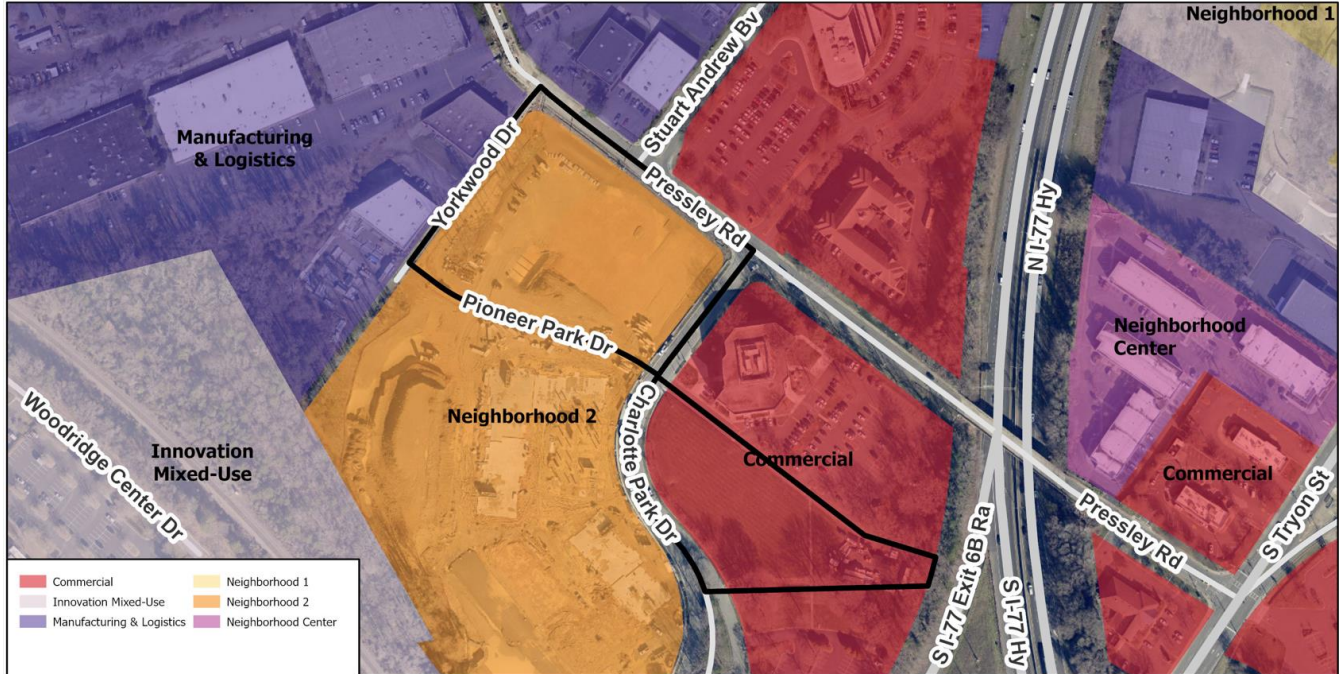 Neighborhood 1
Stuart Andrew Bv
Manufacturing
& Logistics
Yorkwood Dr
Pressley Rd
N I-77 Hy
Pioneer Park Dr
Neighborhood
Center
Neighborhood 2
Charlotte Park Dr
Woodridge Center Dr
Innovation
Mixed-Use
Commercial
Commercial
S I-77 Exit 6B Ra
S I-77 Hy
Pressley Rd
S Tryon St
Commercial
Innovation Mixed-Use
Manufacturing & Logistics
Neighborhood 1
Neighborhood 2
Neighborhood Center